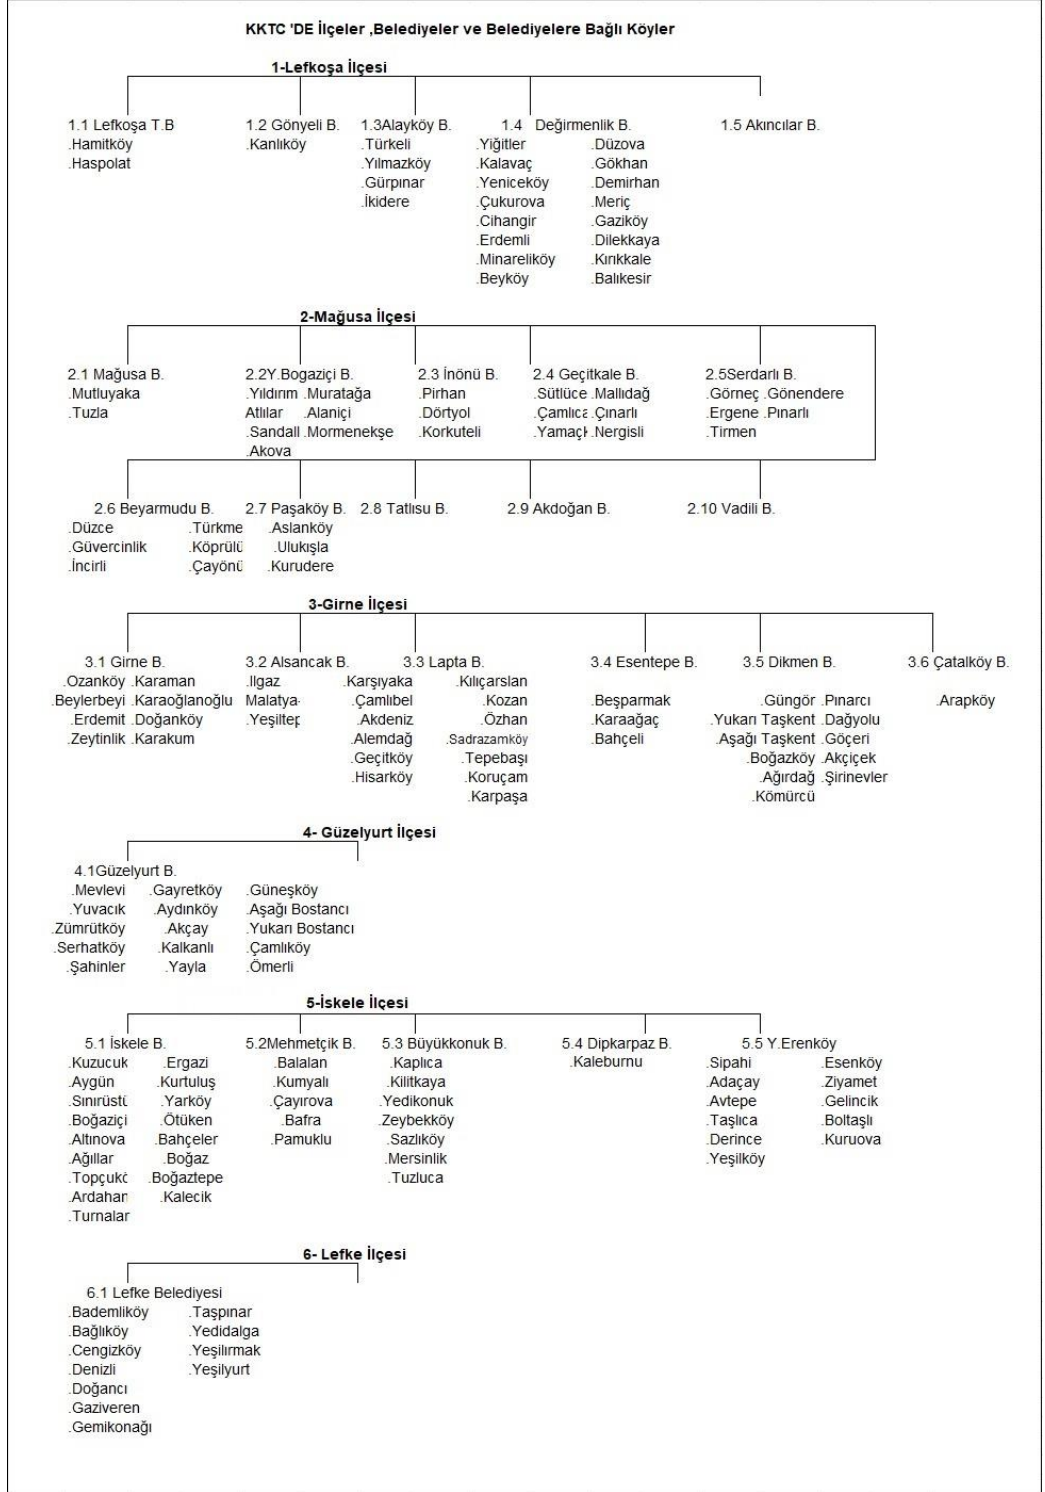 KKTC 'DE İlçeler ,Belediyeler ve Belediyelere Bağlı Köyler
1-Lefkoşa İlçesi
1.1 Lefkoşa T.B 1.2 Gönyeli B. 1.3Alayköy B. 1.4 Değirmenlik B. 1.5 Akıncılar B.
.Hamitköy .Kanlıköy .Türkeli .Yiğitler .Düzova
.Haspolat .Yılmazköy .Kalavaç .Gökhan
.Gürpınar .Yeniceköy .Demirhan
.İkidere .Çukurova .Meriç
.Cihangir .Gaziköy
.Erdemli .Dilekkaya
.Minareliköy .Kırıkkale
.Beyköy .Balıkesir
2-Mağusa İlçesi
2.1 Mağusa B. 2.2Y.Bogaziçi B. 2.3 İnönü B. 2.4 Geçitkale B. 2.5Serdarlı B.
.Mutluyaka .Yıldırım .Muratağa .Pirhan .Sütlüce .Mallıdağ .Görneç .Gönendere
.Tuzla Atlılar .Alaniçi .Dörtyol .Çamlıca .Çınarlı .Ergene .Pınarlı
.Sandall .Mormenekşe .Korkuteli .Yamaçk .Nergisli .Tirmen
.Akova
2.6 Beyarmudu B. 2.7 Paşaköy B. 2.8 Tatlısu B. 2.9 Akdoğan B. 2.10 Vadili B.
.Düzce .Türkme .Aslanköy
.Güvercinlik .Köprülü .Ulukışla
.İncirli .Çayönü .Kurudere
3-Girne İlçesi
3.1 Girne B. 3.2 Alsancak B. 3.3 Lapta B. 3.4 Esentepe B. 3.5 Dikmen B. 3.6 Çatalköy B.
.Ozanköy .Karaman .Ilgaz .Karşıyaka .Kılıçarslan
.Beylerbeyi .Karaoğlanoğlu Malatya- .Çamlıbel .Kozan .Beşparmak .Güngör .Pınarcı .Arapköy
.Erdemit .Doğanköy .Yeşiltep .Akdeniz .Özhan .Karaağaç .Yukarı Taşkent .Dağyolu
.Zeytinlik .Karakum .Alemdağ .Sadrazamköy .Bahçeli .Aşağı Taşkent .Göçeri
.Geçitköy .Tepebaşı .Boğazköy .Akçiçek
.Hisarköy .Koruçam .Ağırdağ .Şirinevler
.Karpaşa .Kömürcü
4- Güzelyurt İlçesi
4.1Güzelyurt B.
.Mevlevi .Gayretköy .Güneşköy
.Yuvacık .Aydınköy .Aşağı Bostancı
.Zümrütköy .Akçay .Yukarı Bostancı
.Serhatköy .Kalkanlı .Çamlıköy
.Şahinler .Yayla .Ömerli
5-İskele İlçesi
5.1 İskele B. 5.2Mehmetçik B. 5.3 Büyükkonuk B. 5.4 Dipkarpaz B. 5.5 Y.Erenköy
.Kuzucuk .Ergazi .Balalan .Kaplıca .Kaleburnu .Sipahi .Esenköy
.Aygün .Kurtuluş .Kumyalı .Kilitkaya .Adaçay .Ziyamet
.Sınırüstü .Yarköy .Çayırova .Yedikonuk .Avtepe .Gelincik
.Boğaziçi .Ötüken .Bafra .Zeybekköy .Taşlıca .Boltaşlı
.Altınova .Bahçeler .Pamuklu .Sazlıköy .Derince .Kuruova
.Ağıllar .Boğaz .Mersinlik .Yeşilköy
.Topçukö .Boğaztepe .Tuzluca
.Ardahan .Kalecik
.Turnalar
6- Lefke İlçesi
6.1 Lefke Belediyesi
.Bademliköy .Taşpınar
.Bağlıköy .Yedidalga
.Cengizköy .Yeşilırmak
.Denizli .Yeşilyurt
.Doğancı
.Gaziveren
.Gemikonağı